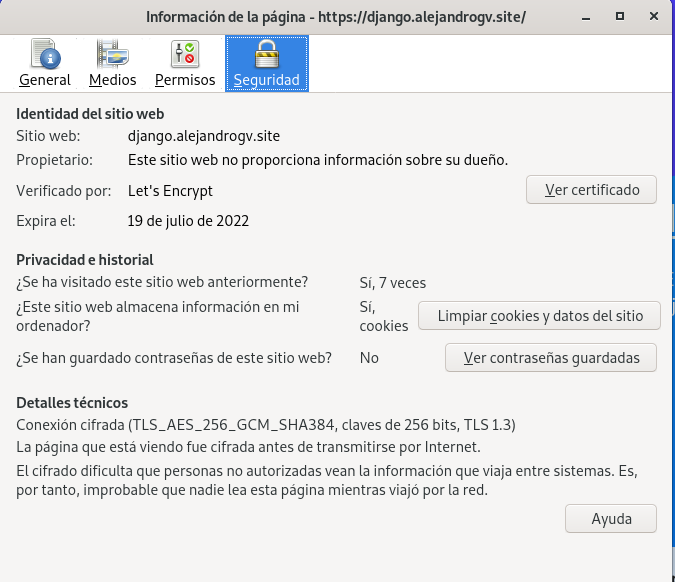 Información de la página - https://django.alejandrogv.site/
General Medios Permisos Seguridad
Identidad del sitio web
Sitio web: django.alejandrogv.site
Propietario: Este sitio web no proporciona información sobre su dueño.
Verificado por: Let's Encrypt Ver certificado
Expira el: 19 de julio de 2022
Privacidad e historial
¿Se ha visitado este sitio web anteriormente? Sí, 7 veces
¿Este sitio web almacena información en mi
ordenador?
Sí,
cookies
Limpiar cookies y datos del sitio
¿Se han guardado contraseñas de este sitio web? No Ver contraseñas guardadas
Detalles técnicos
Conexión cifrada (TLS_AES_256_GCM_SHA384, claves de 256 bits, TLS 1.3)
La página que está viendo fue cifrada antes de transmitirse por Internet.
El cifrado dificulta que personas no autorizadas vean la información que viaja entre sistemas. Es,
por tanto, improbable que nadie lea esta página mientras viajó por la red.
Ayuda